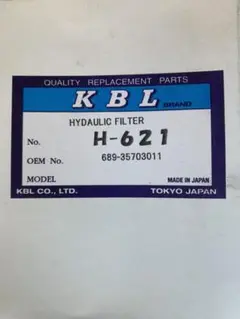 QUALITY REPLACEMENT PARTS
KBL BRAND
HYDAULIC FILTER
No. H-621
OEM No. 689-35703011
MODEL MADE IN JAPAN
KBL CO., LTD. TOKYO JAPAN